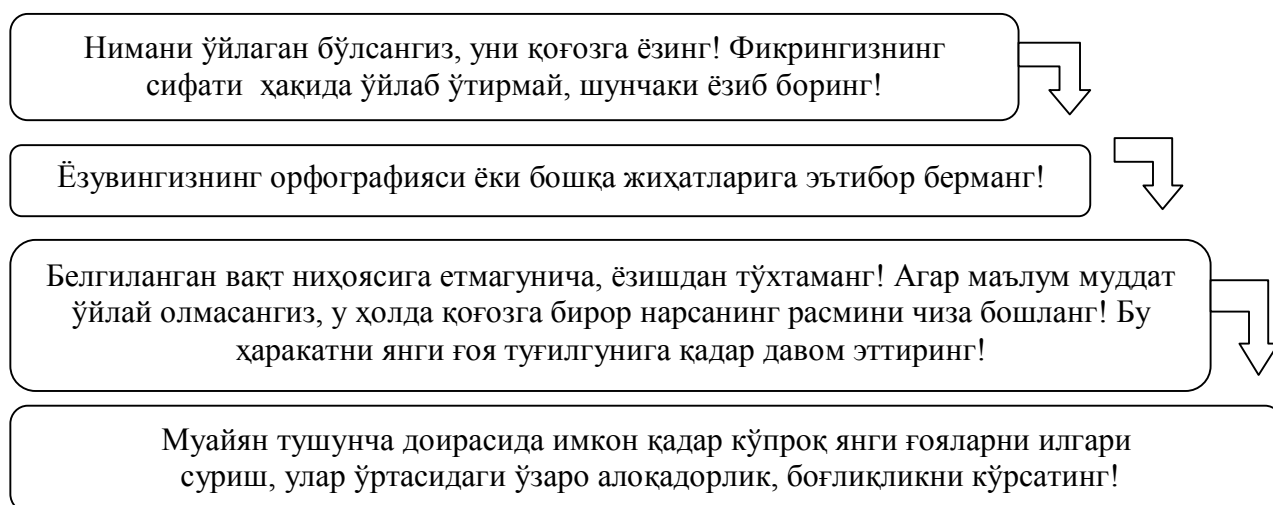 Нимани ўйлаган бўлсангиз, уни қоғозга ёзинг! Фикрингизнинг
сифати ҳақида ўйлаб ўтирмай, шунчаки ёзиб боринг!
Ёзувингизнинг орфографияси ёки бошқа жиҳатларига эътибор берманг!
Белгиланган вақт ниҳоясига етмагунича, ёзишдан тўхтаманг! Агар маълум муддат
ўйлай олмасангиз, у ҳолда қоғозга бирор нарсанинг расмини чиза бошланг! Бу
ҳаракатни янги ғоя туғилгунига қадар давом эттиринг!
Муайян тушунча доирасида имкон қадар кўпроқ янги ғояларни илгари
суриш, улар ўртасидаги ўзаро алоқадорлик, боғлиқликни кўрсатинг!